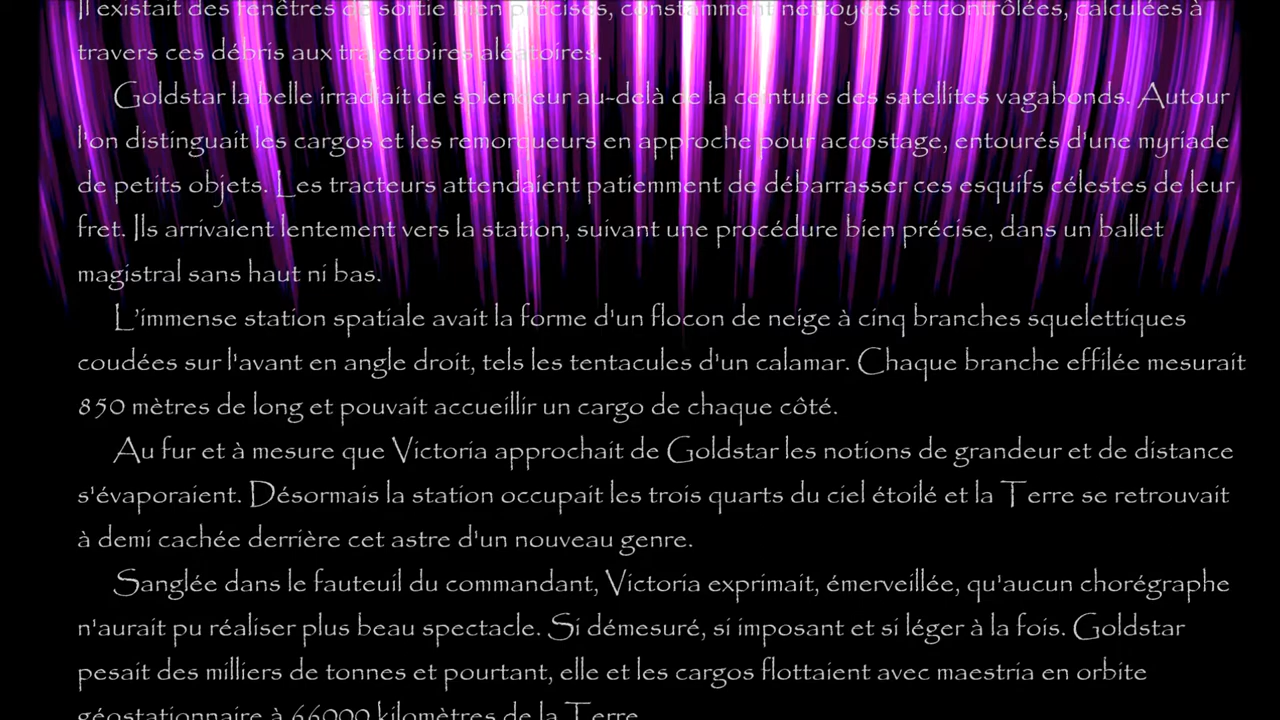 Il existait des fenêtres de sortie bien précises, constamment nettoyées et contrôlées, calculées à
travers ces débris aux trajectoires aléatoires.
Goldstar la belle irradiait de splendeur au-delà de la ceinture des satellites vagabonds. Autour
l'on distinguait les cargos et les remorqueurs en approche pour accostage, entourés d'une myriade
de petits objets. Les tracteurs attendaient patiemment de débarrasser ces esquifs célestes de leur
fret. Ils arrivaient lentement vers la station, suivant une procédure bien précise, dans un ballet
magistral sans haut ni bas.
L'immense station spatiale avait la forme d'un flocon de neige à cinq branches squelettiques
coudées sur l'avant en angle droit, tels les tentacules d'un calamar. Chaque branche effilée mesurait
850 mètres de long et pouvait accueillir un cargo de chaque côté.
Au fur et à mesure que Victoria approchait de Goldstar les notions de grandeur et de distance
s'évaporaient. Désormais la station occupait les trois quarts du ciel étoilé et la Terre se retrouvait
à demi cachée derrière cet astre d'un nouveau genre.
Sanglée dans le fauteuil du commandant, Victoria exprimait, émerveillée, qu'aucun chorégraphe
n'aurait pu réaliser plus beau spectacle. Si démesuré, si imposant et si léger à la fois. Goldstar
pesait des milliers de tonnes et pourtant, elle et les cargos flottaient avec maestria en orbite
géostationnaire à 66000 kilomètres de la Terre.